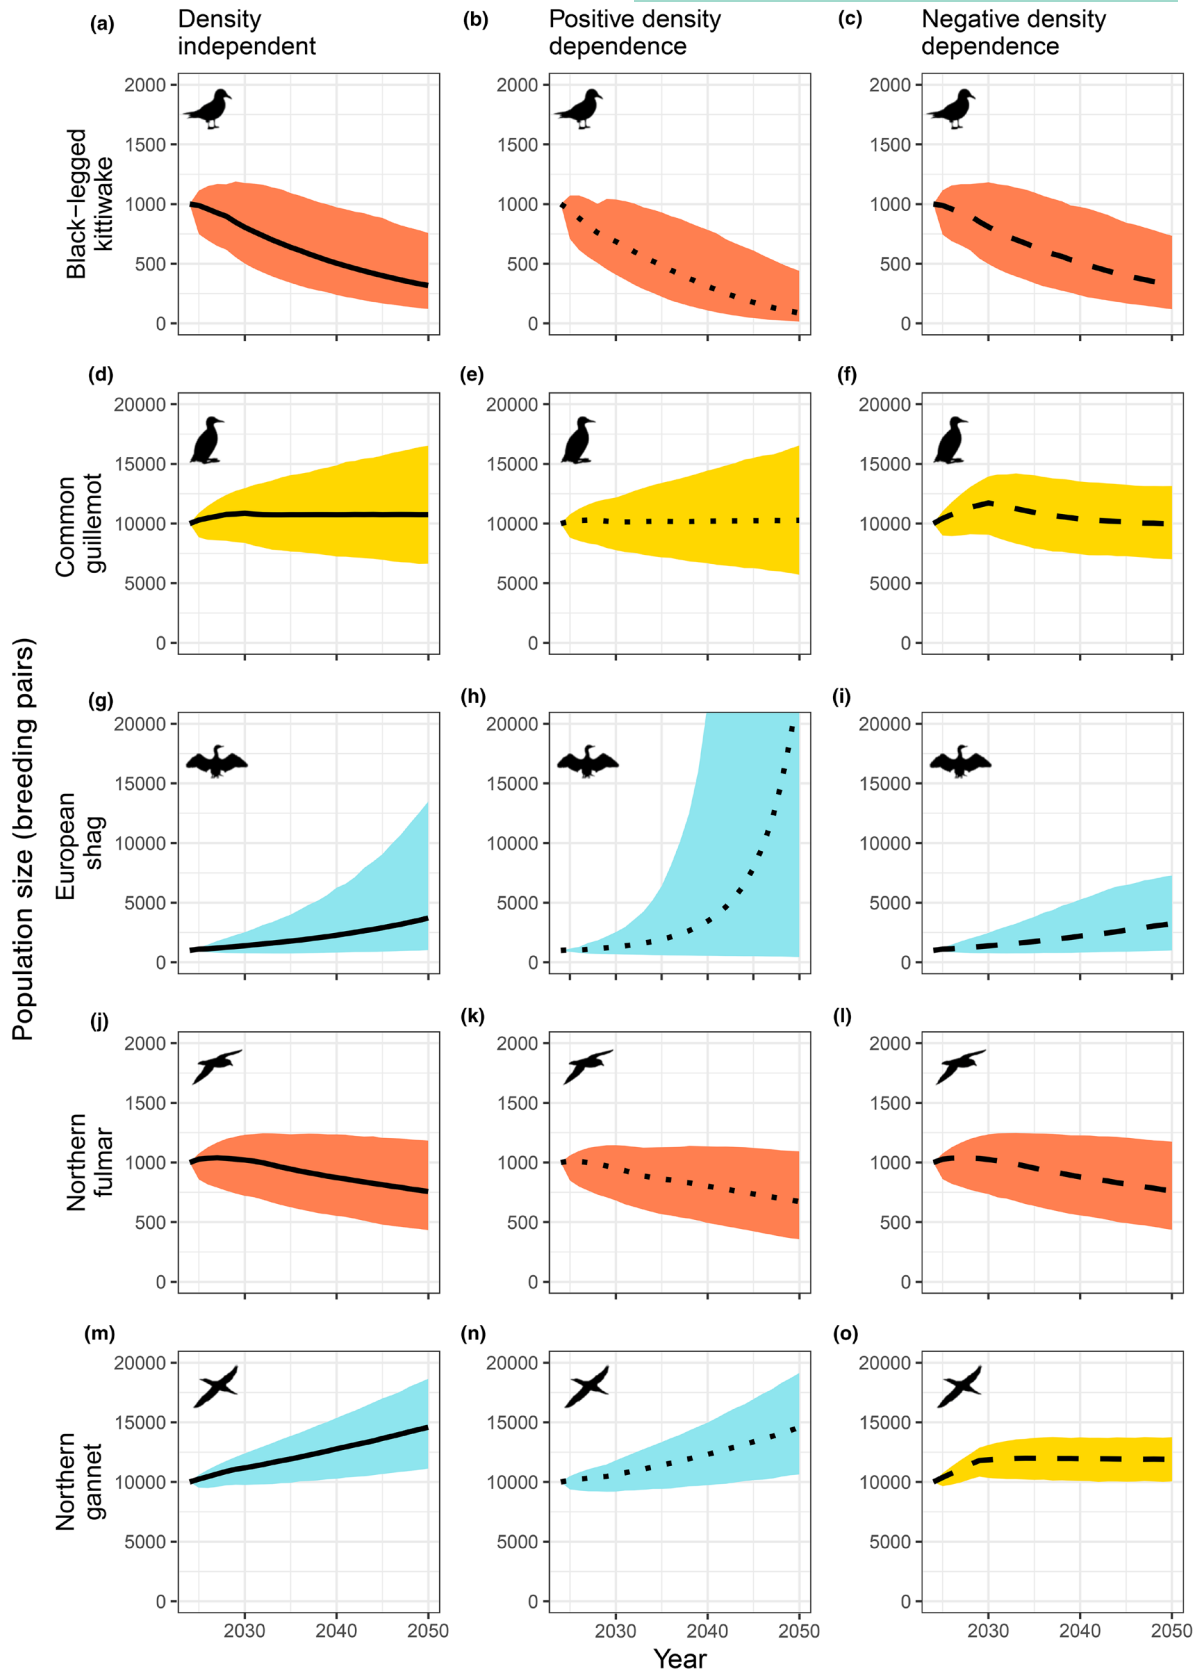 (a)
Density
independent
(b)
Positive density
dependence
(c)
Negative density
dependence
Population size (breeding pairs)
Black−legged
kittiwake
2000
1500
1000
500
0
2000
1500
1000
500
0
2000
1500
1000
500
0
(d)
(e)
(f)
Common
guillemot
20000
15000
10000
5000
0
20000
15000
10000
5000
0
20000
15000
10000
5000
0
(g)
(h)
(i)
European
shag
20000
15000
10000
5000
0
20000
15000
10000
5000
0
20000
15000
10000
5000
0
(j)
(k)
(l)
Northern
fulmar
2000
1500
1000
500
0
2000
1500
1000
500
0
2000
1500
1000
500
0
(m)
(n)
(o)
Northern
gannet
20000
15000
10000
5000
0
20000
15000
10000
5000
0
20000
15000
10000
5000
0
2030 2040 2050
2030 2040 2050
2030 2040 2050
Year